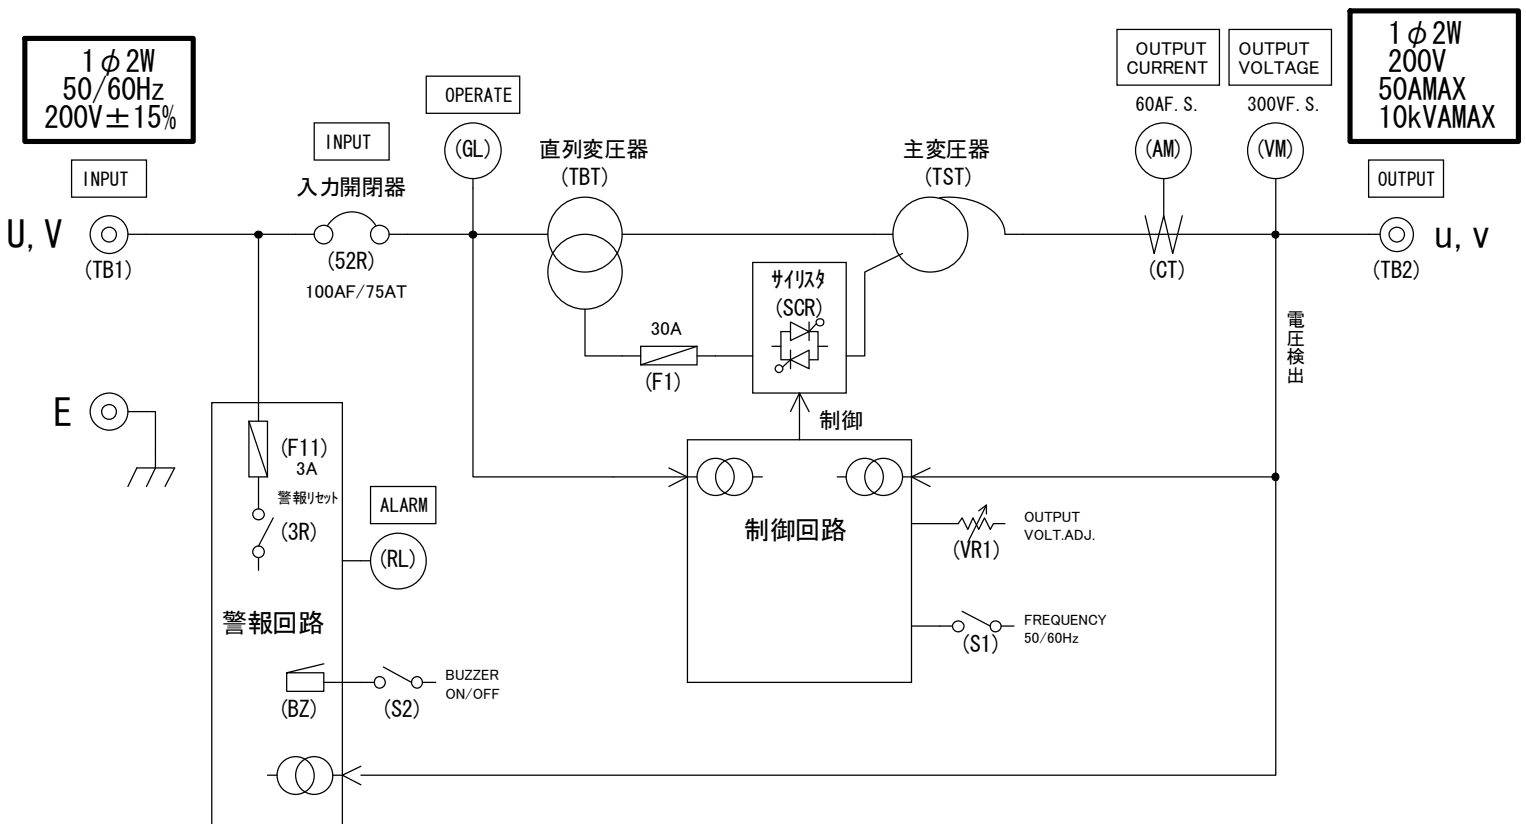 1φ2W
50/60Hz
200V±15%
INPUT
U, V
(TB1)
INPUT
入力開閉器
(52R)
100AF/75AT
OPERATE
(GL)
直列変圧器
(TBT)
主変圧器
(TST)
OUTPUT
CURRENT
60AF. S.
(AM)
(CT)
OUTPUT
VOLTAGE
300VF. S.
(VM)
1φ2W
200V
50AMAX
10kVAMAX
OUTPUT
u, v
(TB2)
サイリスタ
(SCR)
30A
(F1)
電圧検出
E
制御
(F11)
3A
警報リセット
(3R)
ALARM
(RL)
制御回路
(VR1)
OUTPUT
VOLT.ADJ.
(S1)
FREQUENCY
50/60Hz
警報回路
(BZ)
(S2)
BUZZER
ON/OFF